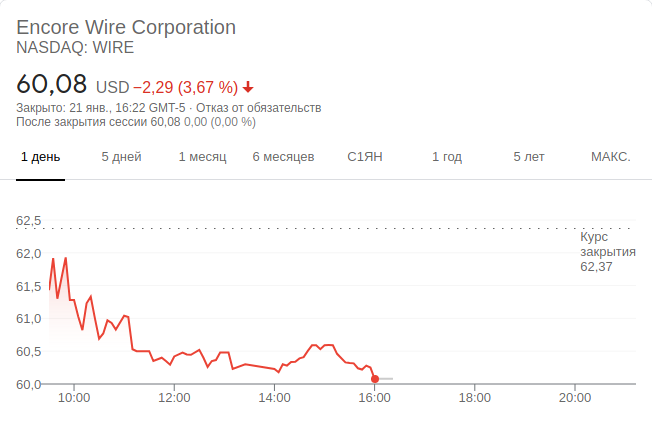 Encore Wire Corporation
NASDAQ: WIRE
60,08 USD −2,29 (3,67 %)
Закрыто: 21 янв., 16:22 GMT-5 · Отказ от обязательств
После закрытия сессии 60,08 0,00 (0,00 %)
1 день 5 дней 1 месяц 6 месяцев С1ЯН 1 год 5 лет МАКС.
62,5
Курс
закрытия
62,37
62,0
61,5
61,0
60,5
60,0
10:00 12:00 14:00 16:00 18:00 20:00